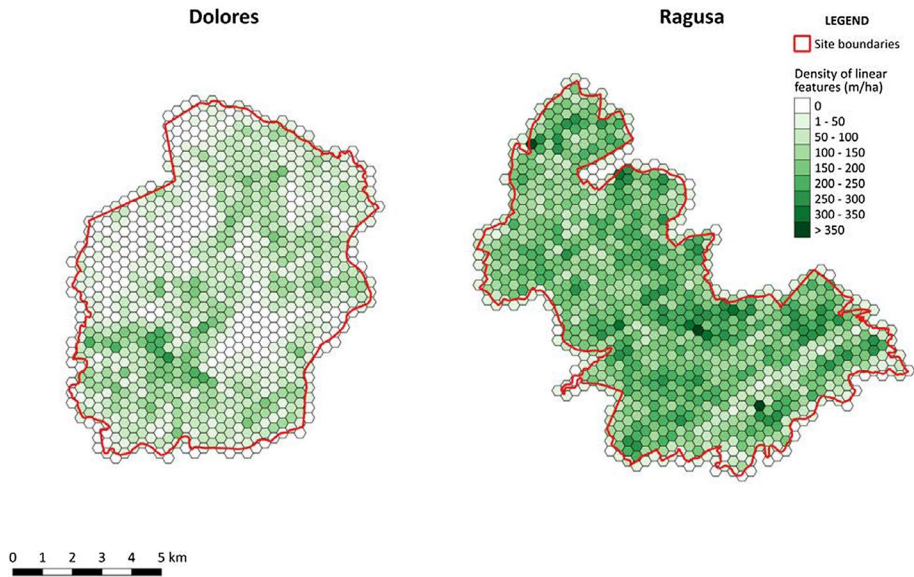 Dolores
Ragusa
LEGEND
Site boundaries
Density of linear
features (m/ha)
0
1 - 50
50 - 100
100 - 150
150 - 200
200 - 250
250 - 300
300 - 350
> 350
0 1 2 3 4 5 km